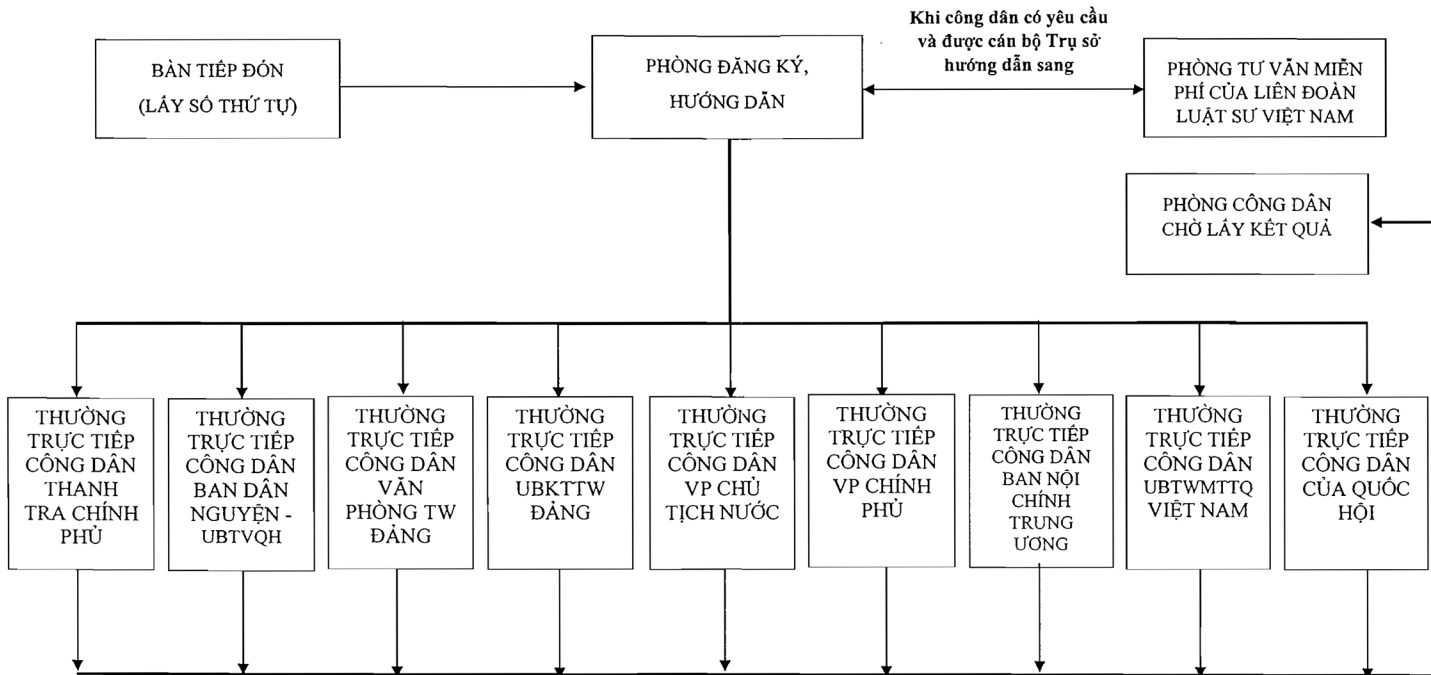 Khi công dân có yêu cầu
và được cán bộ Trụ sở
hướng dẫn sang
BÀN TIẾP ĐÓN
(LẤY SỐ THỨ TỰ)
PHÒNG ĐĂNG KÝ,
HƯỚNG DẪN
PHÒNG TƯ VẤN MIỄN
PHÍ CỦA LIÊN ĐOÀN
LUẬT SƯ VIỆT NAM
PHÒNG CÔNG DÂN
CHỜ LẤY KẾT QUẢ
THƯỜNG
TRỰC TIẾP
CÔNG DÂN
THANH
TRA CHÍNH
PHỦ
THƯỜNG
TRỰC TIẾP
CÔNG DÂN
BAN DÂN
NGUYỆN -
UBTVQH
THƯỜNG
TRỰC TIẾP
CÔNG DÂN
VĂN
PHÒNG TW
ĐẢNG
THƯỜNG
TRỰC TIẾP
CÔNG DÂN
UBKTTW
ĐẢNG
THƯỜNG
TRỰC TIẾP
CÔNG DÂN
VP CHỦ
TỊCH NƯỚC
THƯỜNG
TRỰC TIẾP
CÔNG DÂN
VP CHÍNH
PHỦ
THƯỜNG
TRỰC TIẾP
CÔNG DÂN
BAN NỘI
CHÍNH
TRUNG
ƯƠNG
THƯỜNG
TRỰC TIẾP
CÔNG DÂN
UBTWMTTQ
VIỆT NAM
THƯỜNG
TRỰC TIẾP
CÔNG DÂN
CỦA QUỐC
HỘI